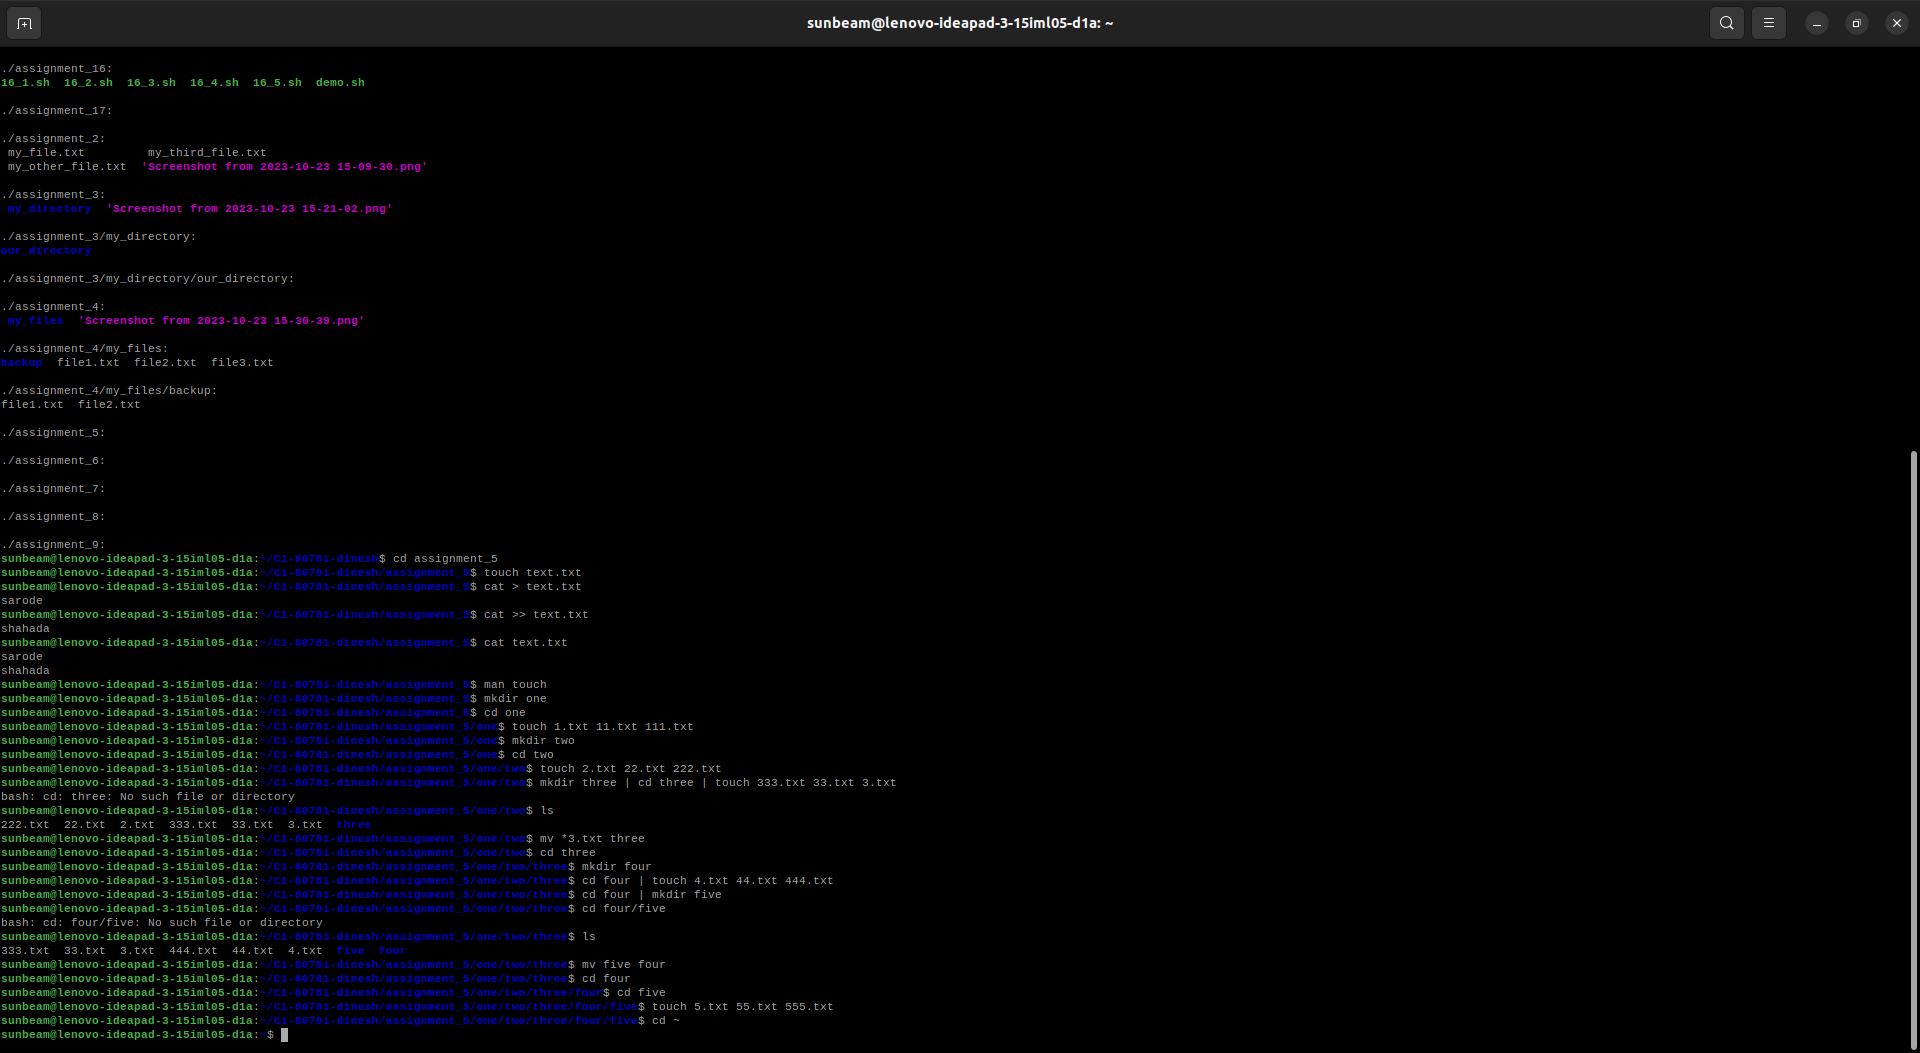 sunbeam@lenovo-ideapad-3-15iml05-d1a: ~
./assignment_16:
16_1.sh  16_2.sh  16_3.sh  16_4.sh  16_5.sh  demo.sh
./assignment_17:
./assignment_2:
my_file.txt         my_third_file.txt
my_other_file.txt  'Screenshot from 2023-10-23 15-09-30.png'
./assignment_3:
my_directory  'Screenshot from 2023-10-23 15-21-02.png'
./assignment_3/my_directory:
our_directory
./assignment_3/my_directory/our_directory:
./assignment_4:
my_files  'Screenshot from 2023-10-23 15-30-39.png'
./assignment_4/my_files:
backup  file1.txt  file2.txt  file3.txt
./assignment_4/my_files/backup:
file1.txt  file2.txt
./assignment_5:
./assignment_6:
./assignment_7:
./assignment_8:
./assignment_9:
sunbeam@lenovo-ideapad-3-15iml05-d1a:~/C1-80781-dinesh$ cd assignment_5
sunbeam@lenovo-ideapad-3-15iml05-d1a:~/C1-80781-dinesh/assignment_5$ touch text.txt
sunbeam@lenovo-ideapad-3-15iml05-d1a:~/C1-80781-dinesh/assignment_5$ cat > text.txt
sarode
sunbeam@lenovo-ideapad-3-15iml05-d1a:~/C1-80781-dinesh/assignment_5$ cat >> text.txt
shahada
sunbeam@lenovo-ideapad-3-15iml05-d1a:~/C1-80781-dinesh/assignment_5$ cat text.txt
sarode
shahada
sunbeam@lenovo-ideapad-3-15iml05-d1a:~/C1-80781-dinesh/assignment_5$ man touch
sunbeam@lenovo-ideapad-3-15iml05-d1a:~/C1-80781-dinesh/assignment_5$ mkdir one
sunbeam@lenovo-ideapad-3-15iml05-d1a:~/C1-80781-dinesh/assignment_5$ cd one
sunbeam@lenovo-ideapad-3-15iml05-d1a:~/C1-80781-dinesh/assignment_5/one$ touch 1.txt 11.txt 111.txt
sunbeam@lenovo-ideapad-3-15iml05-d1a:~/C1-80781-dinesh/assignment_5/one$ mkdir two
sunbeam@lenovo-ideapad-3-15iml05-d1a:~/C1-80781-dinesh/assignment_5/one$ cd two
sunbeam@lenovo-ideapad-3-15iml05-d1a:~/C1-80781-dinesh/assignment_5/one/two$ touch 2.txt 22.txt 222.txt
sunbeam@lenovo-ideapad-3-15iml05-d1a:~/C1-80781-dinesh/assignment_5/one/two$ mkdir three | cd three | touch 333.txt 33.txt 3.txt
bash: cd: three: No such file or directory
sunbeam@lenovo-ideapad-3-15iml05-d1a:~/C1-80781-dinesh/assignment_5/one/two$ ls
222.txt  22.txt  2.txt  333.txt  33.txt  3.txt  three
sunbeam@lenovo-ideapad-3-15iml05-d1a:~/C1-80781-dinesh/assignment_5/one/two$ mv *3.txt three
sunbeam@lenovo-ideapad-3-15iml05-d1a:~/C1-80781-dinesh/assignment_5/one/two$ cd three
sunbeam@lenovo-ideapad-3-15iml05-d1a:~/C1-80781-dinesh/assignment_5/one/two/three$ mkdir four
sunbeam@lenovo-ideapad-3-15iml05-d1a:~/C1-80781-dinesh/assignment_5/one/two/three$ cd four | touch 4.txt 44.txt 444.txt
sunbeam@lenovo-ideapad-3-15iml05-d1a:~/C1-80781-dinesh/assignment_5/one/two/three$ cd four | mkdir five
sunbeam@lenovo-ideapad-3-15iml05-d1a:~/C1-80781-dinesh/assignment_5/one/two/three$ cd four/five
bash: cd: four/five: No such file or directory
sunbeam@lenovo-ideapad-3-15iml05-d1a:~/C1-80781-dinesh/assignment_5/one/two/three$ ls
333.txt  33.txt  3.txt  444.txt  44.txt  4.txt  five  four
sunbeam@lenovo-ideapad-3-15iml05-d1a:~/C1-80781-dinesh/assignment_5/one/two/three$ mv five four
sunbeam@lenovo-ideapad-3-15iml05-d1a:~/C1-80781-dinesh/assignment_5/one/two/three$ cd four
sunbeam@lenovo-ideapad-3-15iml05-d1a:~/C1-80781-dinesh/assignment_5/one/two/three/four$ cd five
sunbeam@lenovo-ideapad-3-15iml05-d1a:~/C1-80781-dinesh/assignment_5/one/two/three/four/five$ touch 5.txt 55.txt 555.txt
sunbeam@lenovo-ideapad-3-15iml05-d1a:~/C1-80781-dinesh/assignment_5/one/two/three/four/five$ cd ~
sunbeam@lenovo-ideapad-3-15iml05-d1a:~$